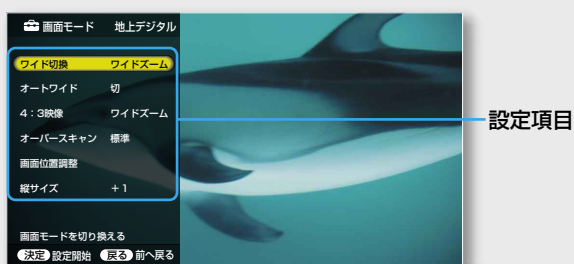 画面モード 地上デジタル
ワイド切換 ワイドズーム
オートワイド 切
4:3映像 ワイドズーム
オーバースキャン 標準
画面位置調整
縦サイズ +1
画面モードを切り換える
決定 設定開始 戻る 前へ戻る
設定項目